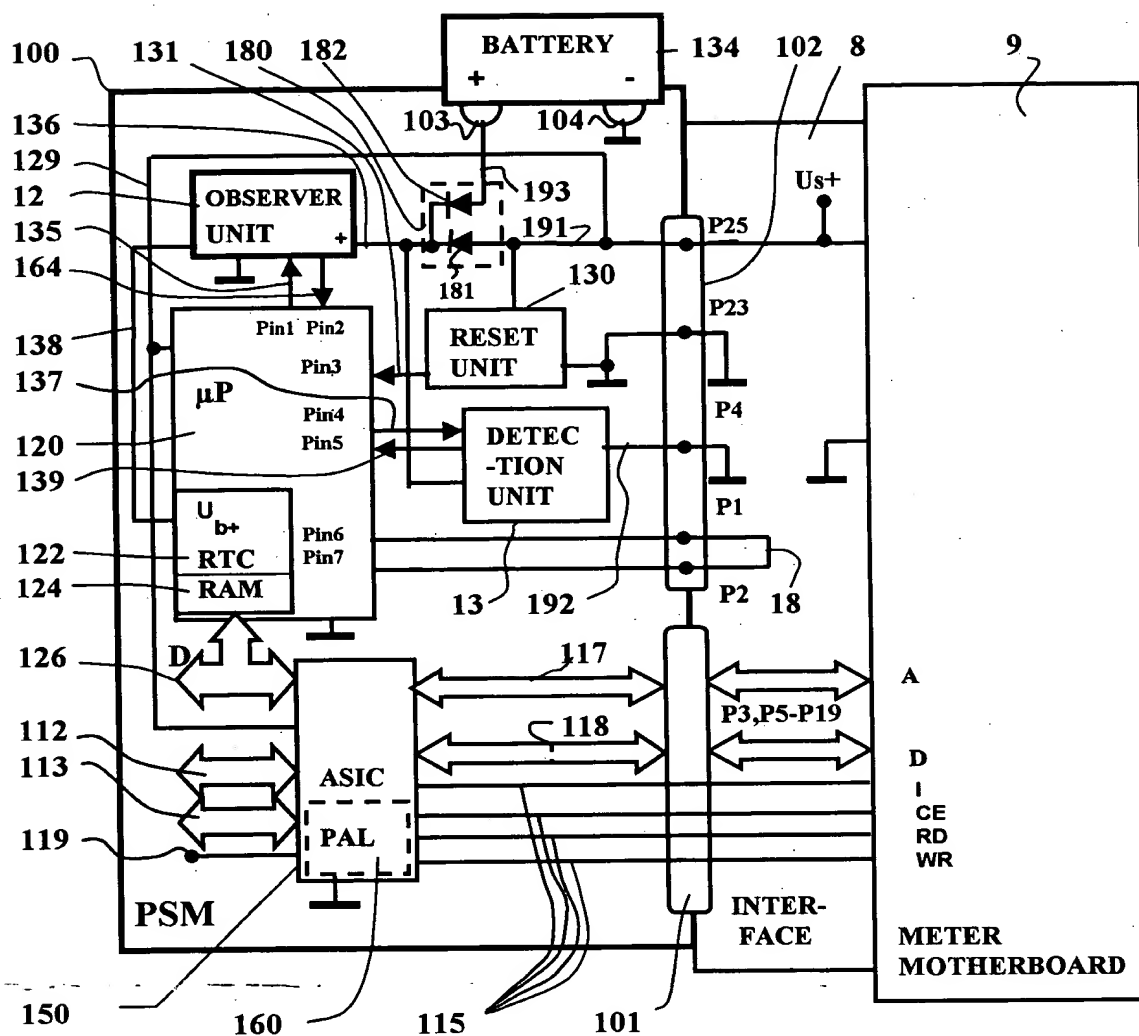 131 180 182
BATTERY
+ -
134 102 8 9
100
103 104
136
129
193
12
OBSERVER
UNIT
+
Us+
P25
191
135
181
130
164
P23
Pin1 Pin2
RESET
UNIT
138
Pin3
137
µP
P4
Pin4
120
Pin5
DETEC
-TION
UNIT
139
P1
Ub+
Pin6
122
RTC
Pin7
124
RAM
P2
13 192 18
D
126
117
A
P3,P5-P19
118
112
D
113
ASIC
I
CE
PAL
RD
119
WR
PSM
INTER-
FACE
METER
MOTHERBOARD
150 160 115 101